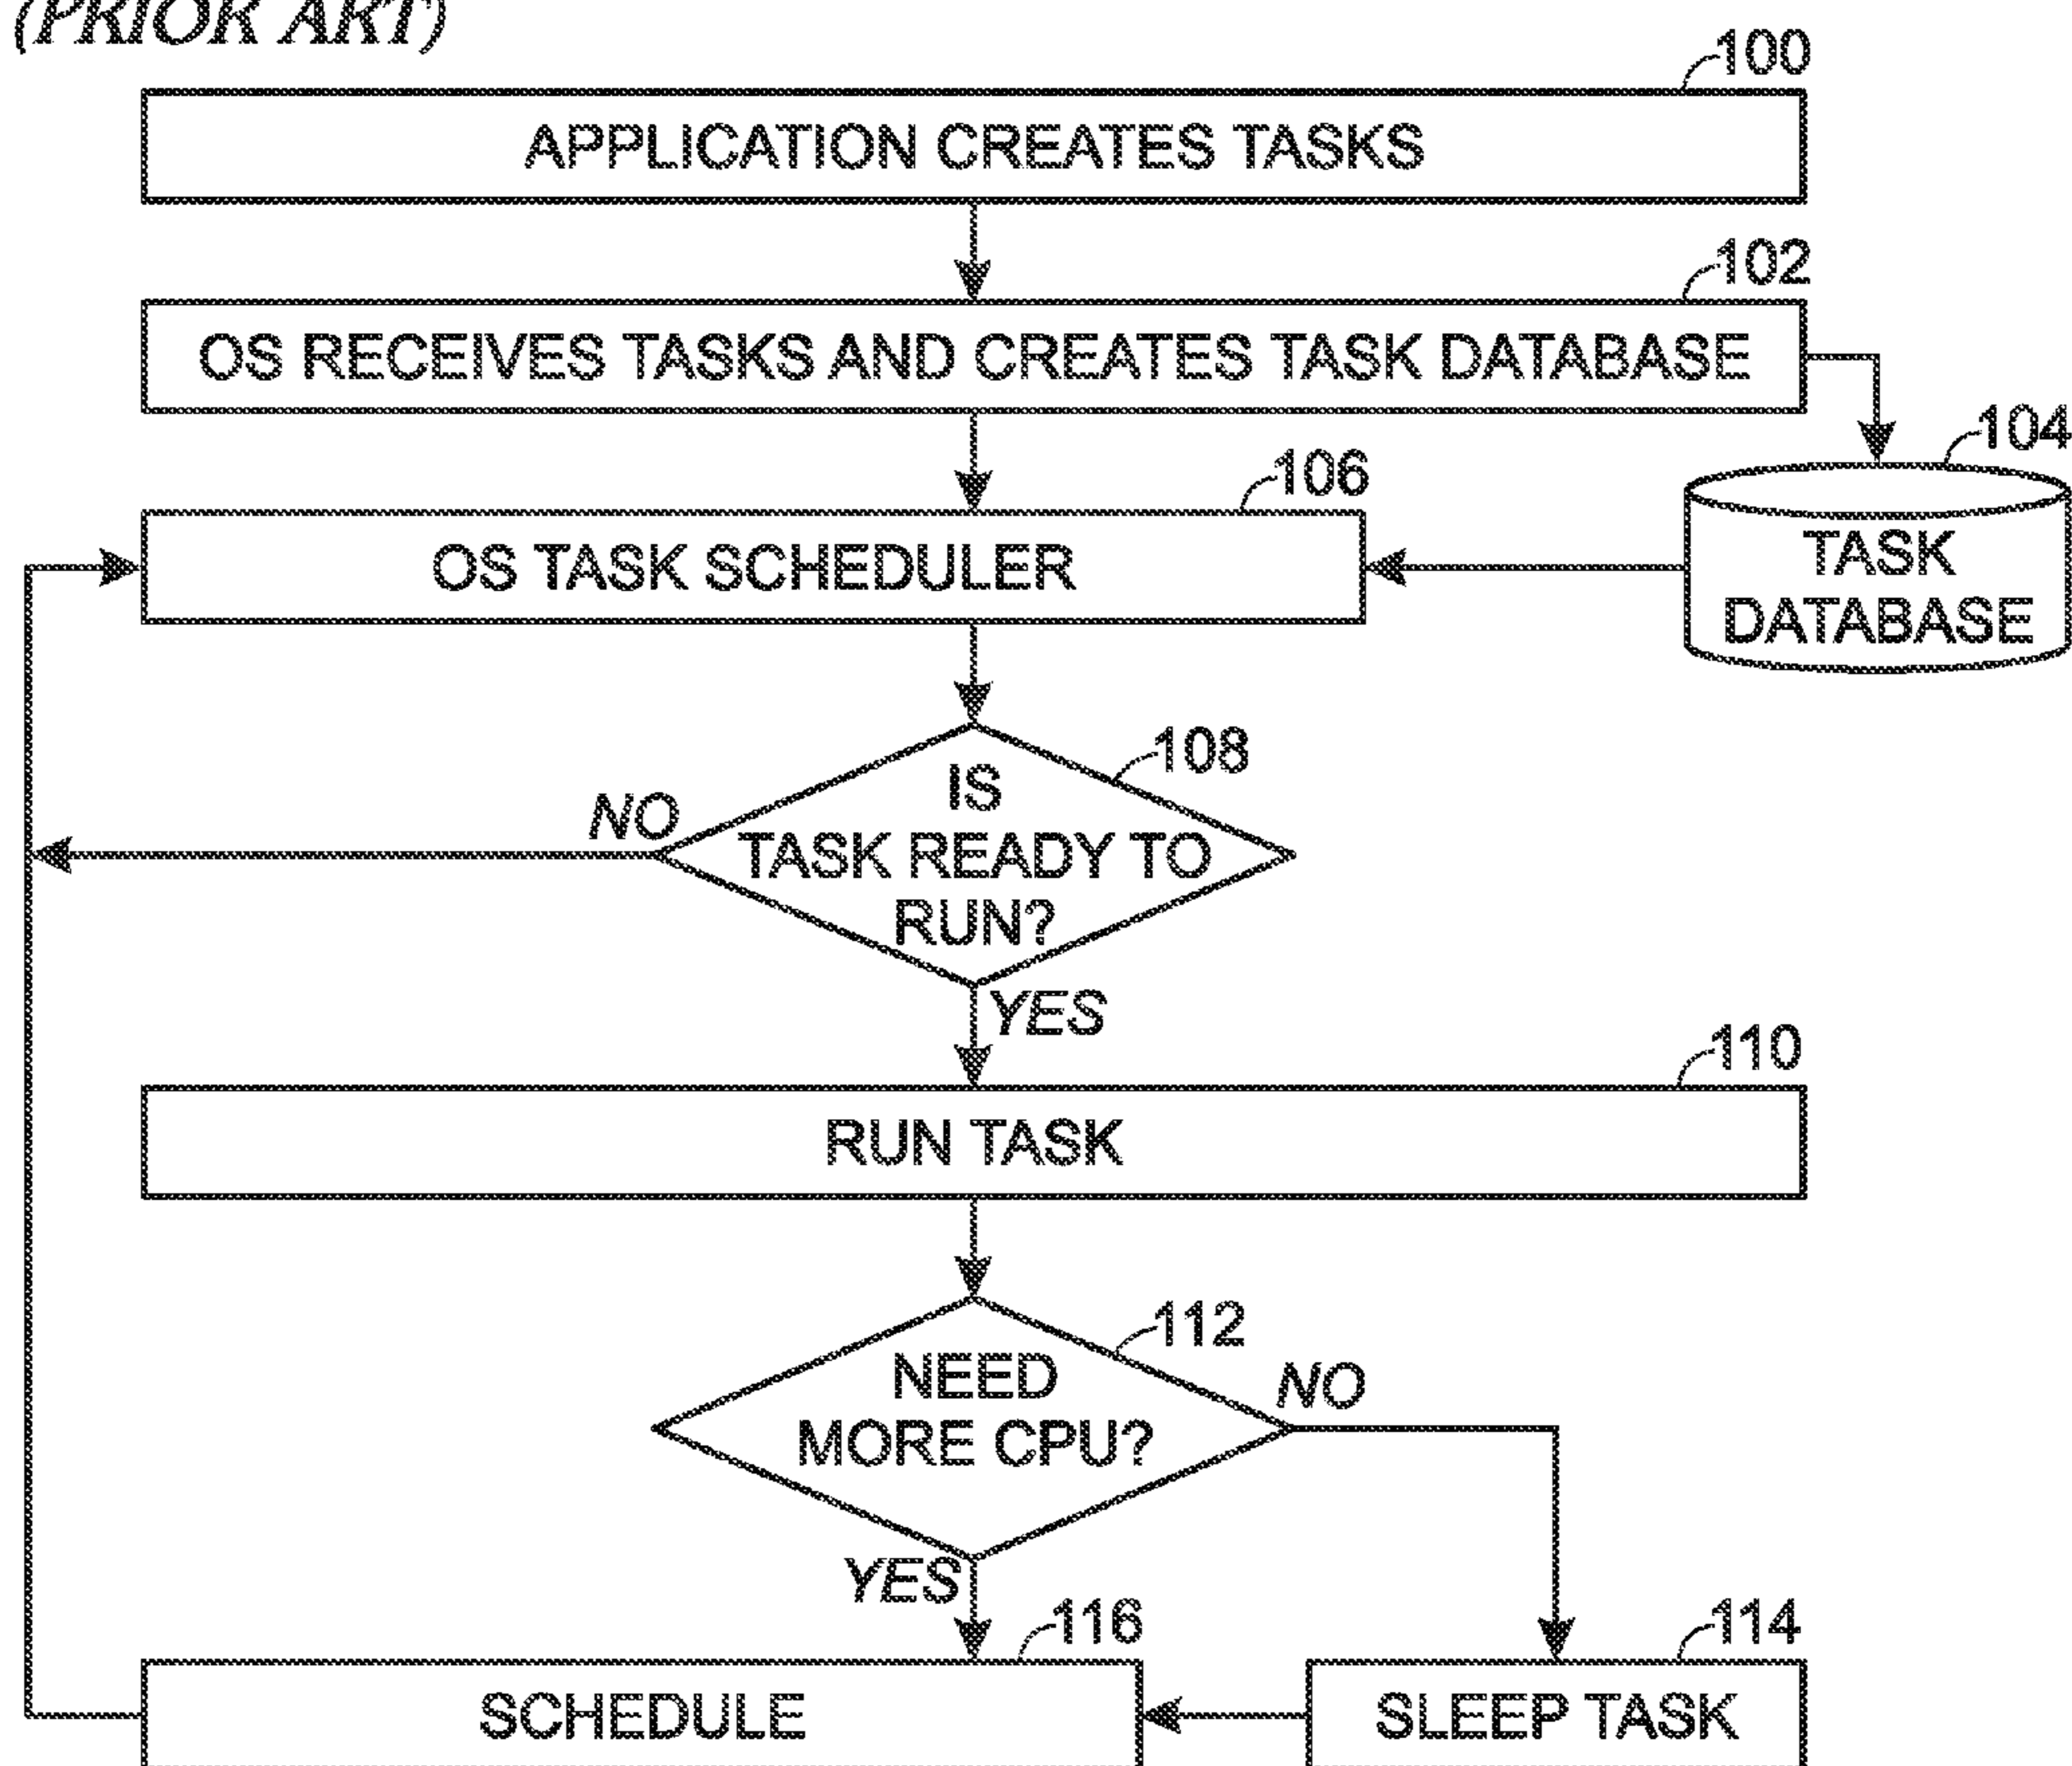 (PRIOR ART)
100
APPLICATION CREATES TASKS
102
OS RECEIVES TASKS AND CREATES TASK DATABASE
104
106
OS TASK SCHEDULER
TASK
DATABASE
108
IS
TASK READY TO
RUN?
NO
YES
110
RUN TASK
112
NEED
MORE CPU?
NO
YES
116
114
SCHEDULE
SLEEP TASK